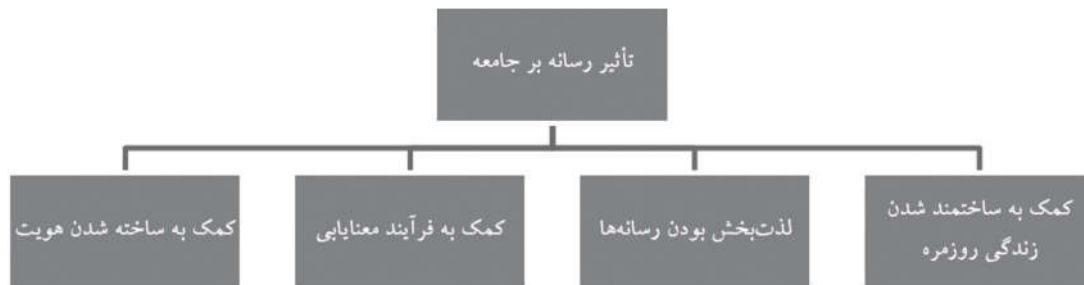 تأثیر رسانه بر جامعه
کمک به ساختمند شدن
زندگی روزمره
لذت‌بخش بودن رسانه‌ها
کمک به فرآیند معنایابی
کمک به ساخته شدن هویت